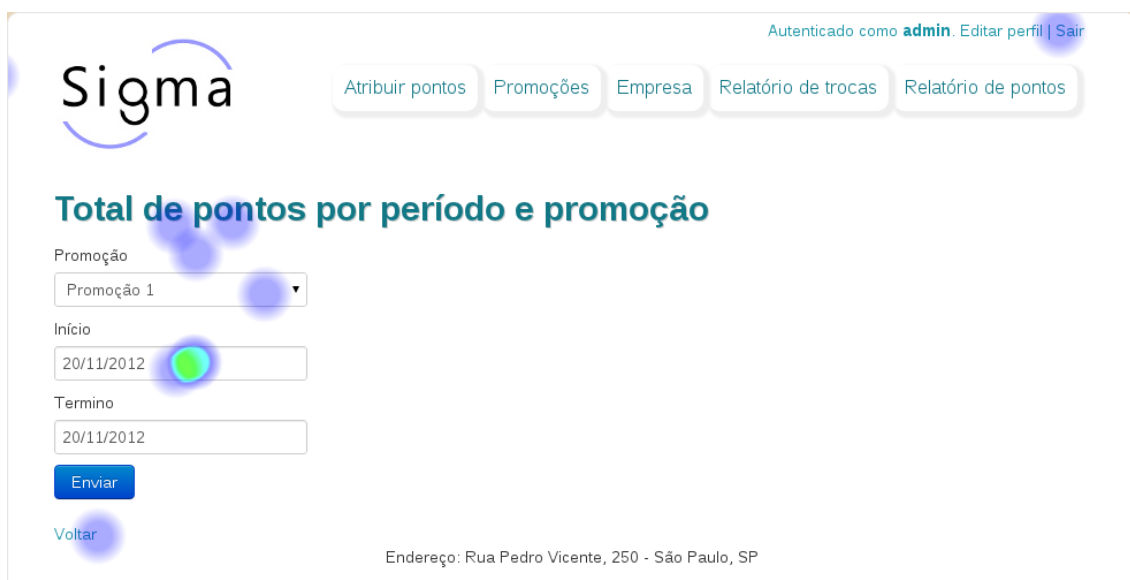 Autenticado como admin. Editar perfil | Sair
Sigma
Atribuir pontos Promoções Empresa Relatório de trocas Relatório de pontos
Total de pontos por período e promoção
Promoção
Promoção 1
Início
20/11/2012
Termino
20/11/2012
Enviar
Voltar
Endereço: Rua Pedro Vicente, 250 - São Paulo, SP